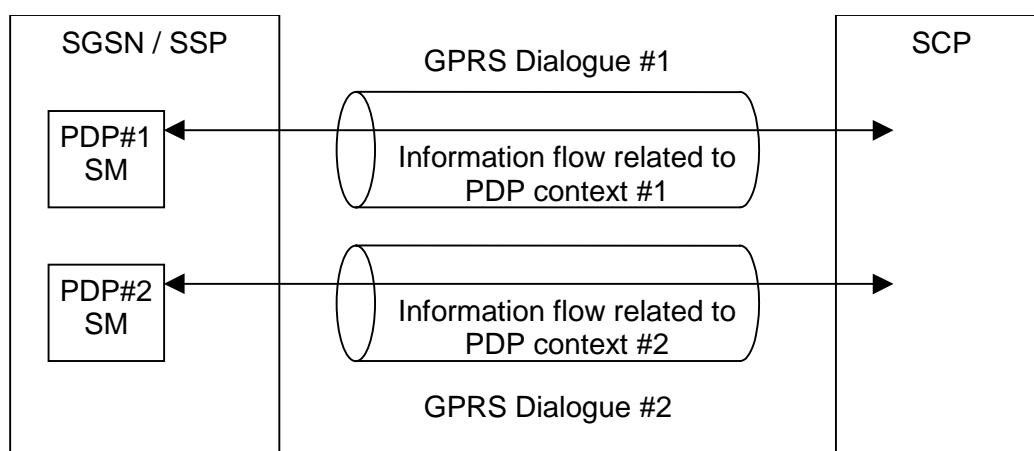 SGSN / SSP
SCP
GPRS Dialogue #1
PDP#1
SM
Information flow related to
PDP context #1
PDP#2
SM
Information flow related to
PDP context #2
GPRS Dialogue #2